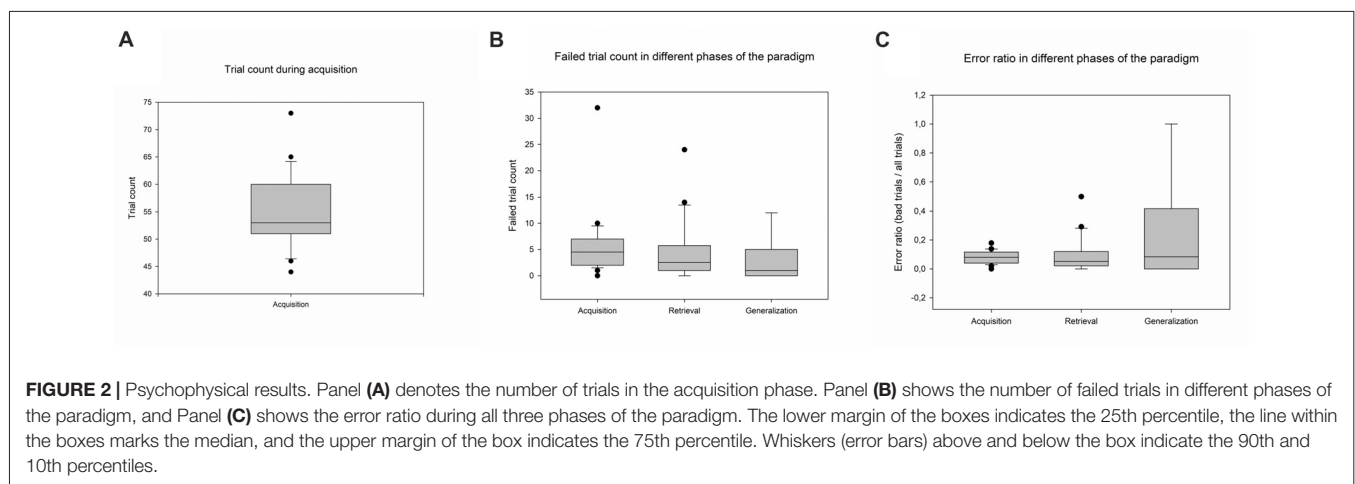 A
Trial count during acquisition
75
70
65
60
55
50
45
40
Trial count
Acquisition
B
Failed trial count in different phases of the paradigm
35
30
25
20
15
10
5
0
Failed trial count
Acquisition Retrieval Generalization
C
Error ratio in different phases of the paradigm
1,2
1,0
0,8
0,6
0,4
0,2
0,0
-0,2
Error ratio (bad trials / all trials)
Acquisition Retrieval Generalization
FIGURE 2 | Psychophysical results. Panel (A) denotes the number of trials in the acquisition phase. Panel (B) shows the number of failed trials in different phases of
the paradigm, and Panel (C) shows the error ratio during all three phases of the paradigm. The lower margin of the boxes indicates the 25th percentile, the line within
the boxes marks the median, and the upper margin of the box indicates the 75th percentile. Whiskers (error bars) above and below the box indicate the 90th and
10th percentiles.